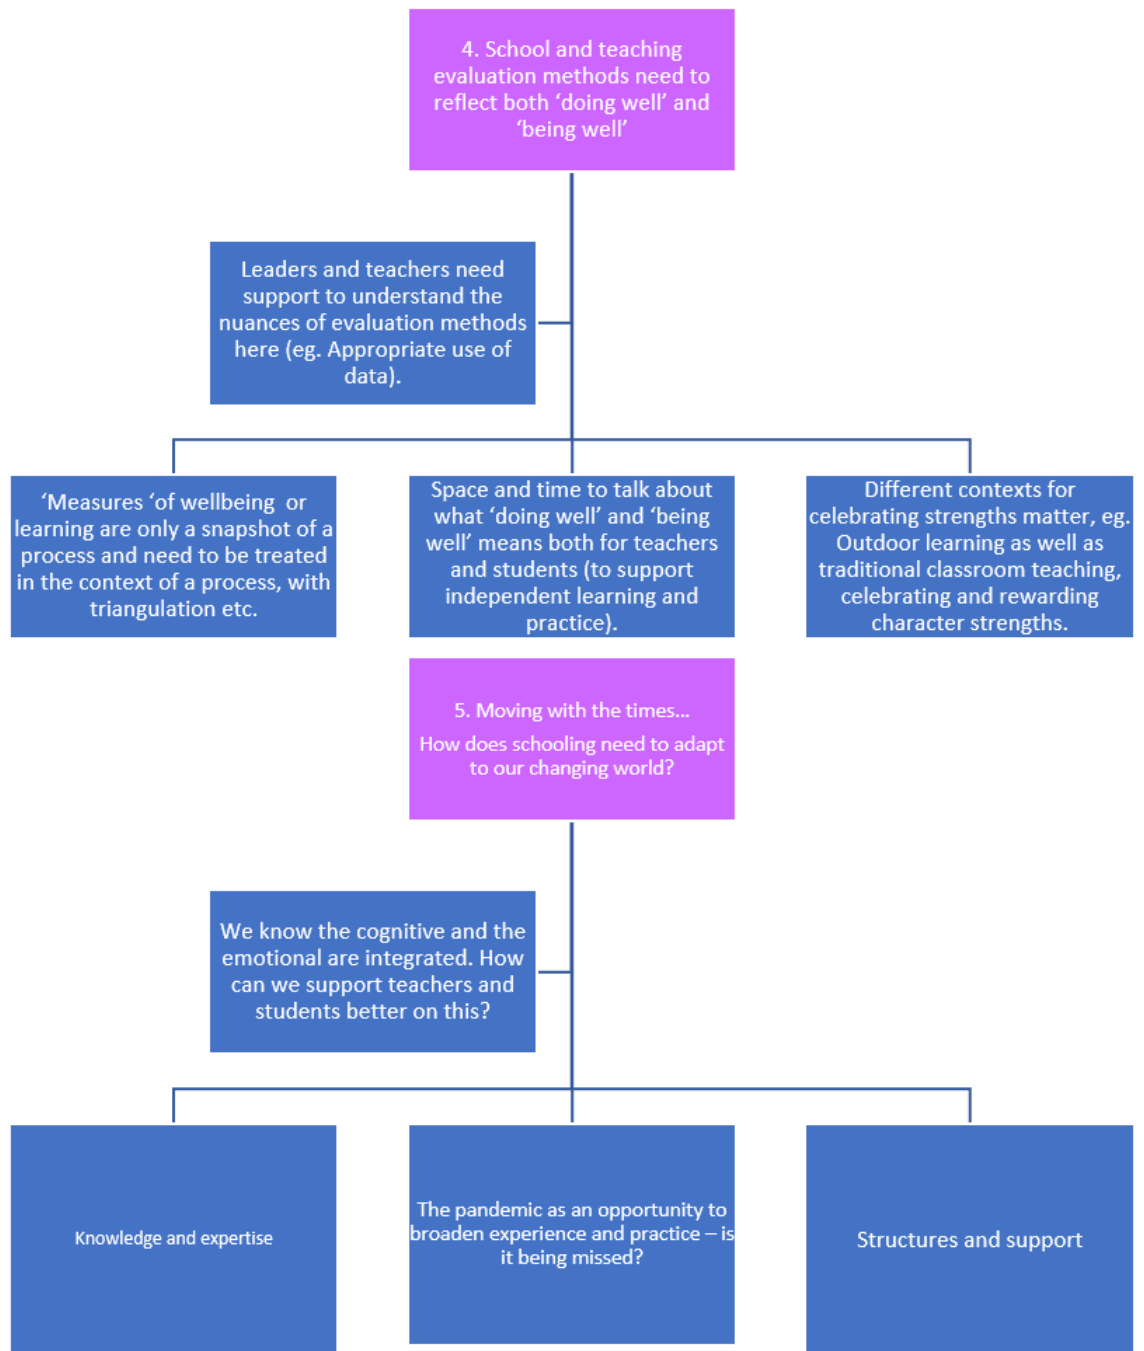 4. School and teaching
evaluation methods need to
reflect both ‘doing well’ and
‘being well’
Leaders and teachers need
support to understand the
nuances of evaluation methods
here (eg. Appropriate use of
data).
‘Measures ‘of wellbeing  or
learning are only a snapshot of a
process and need to be treated
in the context of a process, with
triangulation etc.
Space and time to talk about
what ‘doing well’ and ‘being
well’ means both for teachers
and students (to support
independent learning and
practice).
Different contexts for
celebrating strengths matter, eg.
Outdoor learning as well as
traditional classroom teaching,
celebrating and rewarding
character strengths.
5. Moving with the times...
How does schooling need to adapt
to our changing world?
We know the cognitive and the
emotional are integrated. How
can we support teachers and
students better on this?
Knowledge and expertise
The pandemic as an opportunity to
broaden experience and practice – is
it being missed?
Structures and support